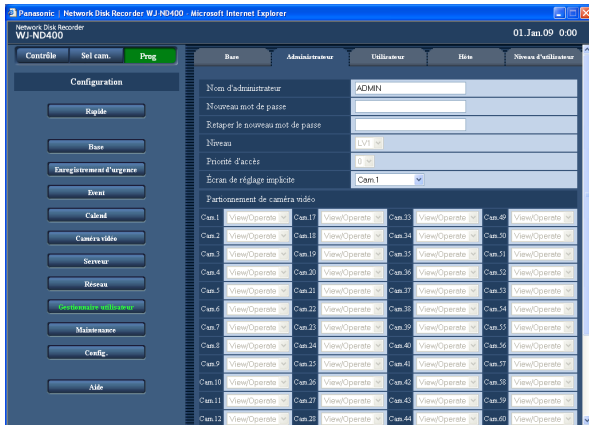 Panasonic | Network Disk Recorder WJ-ND400 - Microsoft Internet Explorer
Network Disk Recorder
WJ-ND400
01.Jan.09 0:00
Contrôle Sel cam. Prog
Base Administrateur Utilisateur Hôte Niveau d'utilisateur
Configuration
Rapide
Base
Enregistrement d'urgence
Event
Calend
Caméra vidéo
Serveur
Réseau
Gestionnaire utilisateur
Maintenance
Config.
Aide
Nom d'administrateur ADMIN
Nouveau mot de passe
Retaper le nouveau mot de passe
Niveau LV1
Priorité d'accès 0
Écran de réglage implicite Cam.1
Partionnement de caméra vidéo
Cam.1 View/Operate Cam.17 View/Operate Cam.33 View/Operate Cam.49 View/Operate
Cam.2 View/Operate Cam.18 View/Operate Cam.34 View/Operate Cam.50 View/Operate
Cam.3 View/Operate Cam.19 View/Operate Cam.35 View/Operate Cam.51 View/Operate
Cam.4 View/Operate Cam.20 View/Operate Cam.36 View/Operate Cam.52 View/Operate
Cam.5 View/Operate Cam.21 View/Operate Cam.37 View/Operate Cam.53 View/Operate
Cam.6 View/Operate Cam.22 View/Operate Cam.38 View/Operate Cam.54 View/Operate
Cam.7 View/Operate Cam.23 View/Operate Cam.39 View/Operate Cam.55 View/Operate
Cam.8 View/Operate Cam.24 View/Operate Cam.40 View/Operate Cam.56 View/Operate
Cam.9 View/Operate Cam.25 View/Operate Cam.41 View/Operate Cam.57 View/Operate
Cam.10 View/Operate Cam.26 View/Operate Cam.42 View/Operate Cam.58 View/Operate
Cam.11 View/Operate Cam.27 View/Operate Cam.43 View/Operate Cam.59 View/Operate
Cam.12 View/Operate Cam.28 View/Operate Cam.44 View/Operate Cam.60 View/Operate